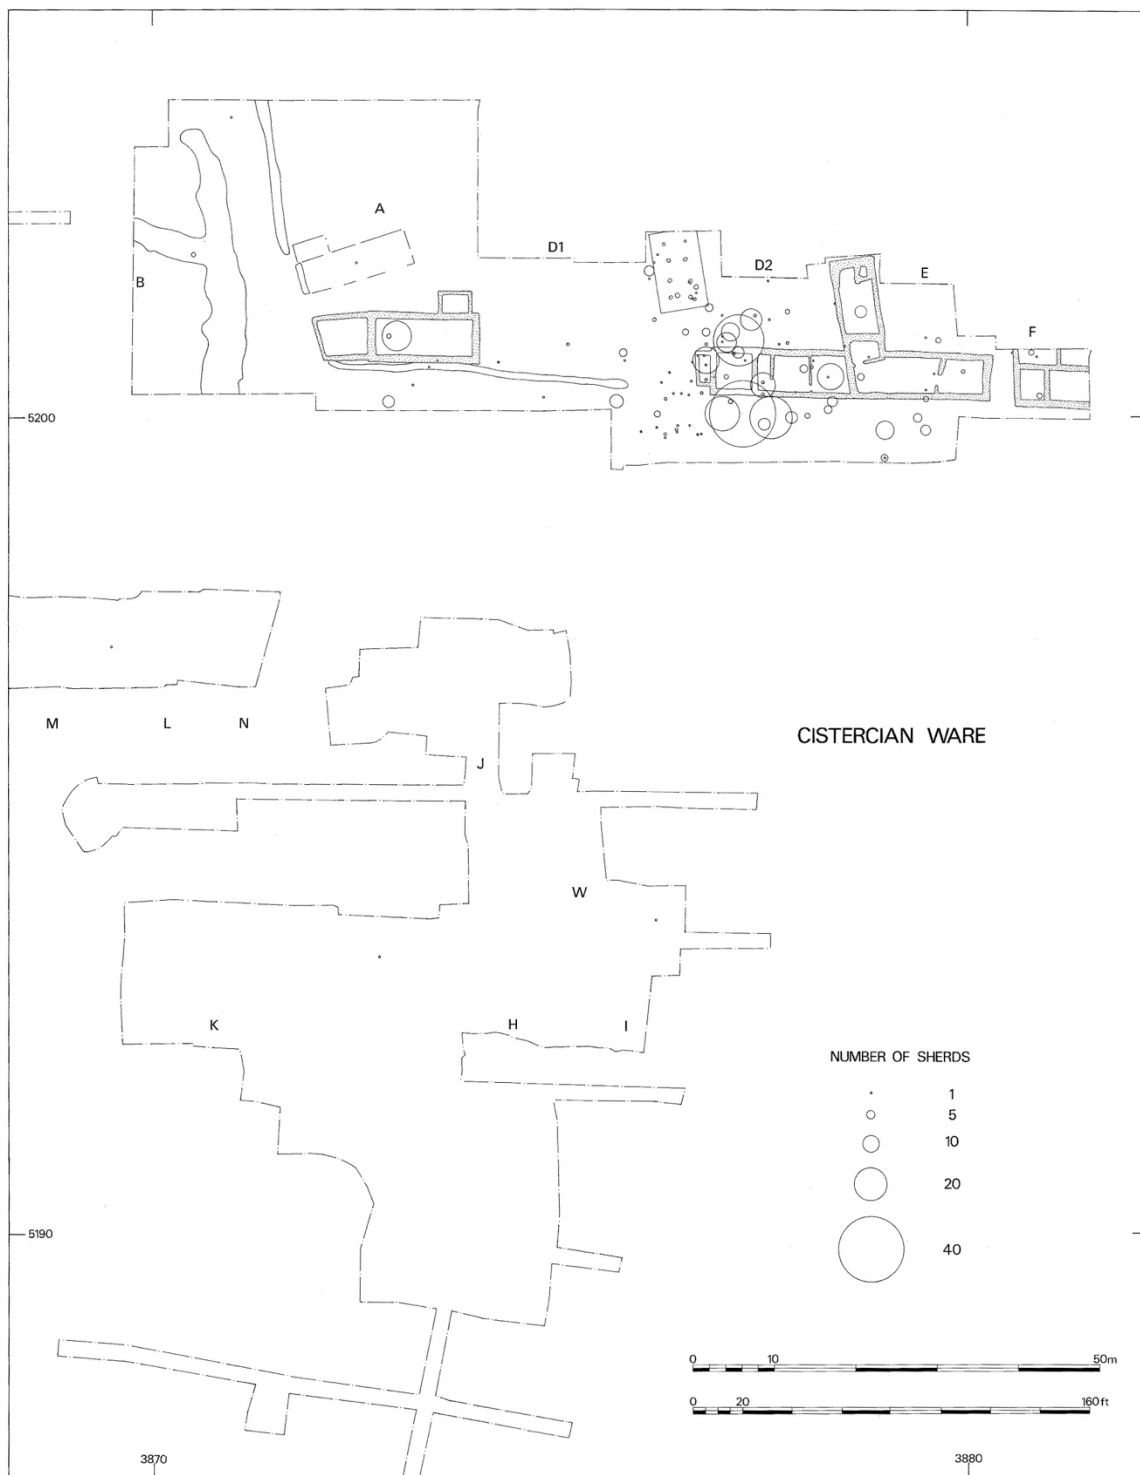 A
D1
D2
E
B
F
5200
M L N
CISTERCIAN WARE
J
W
K H I
NUMBER OF SHERDS
1
5
10
20
40
5190
0 10 50m
0 20 160ft
3870 3880